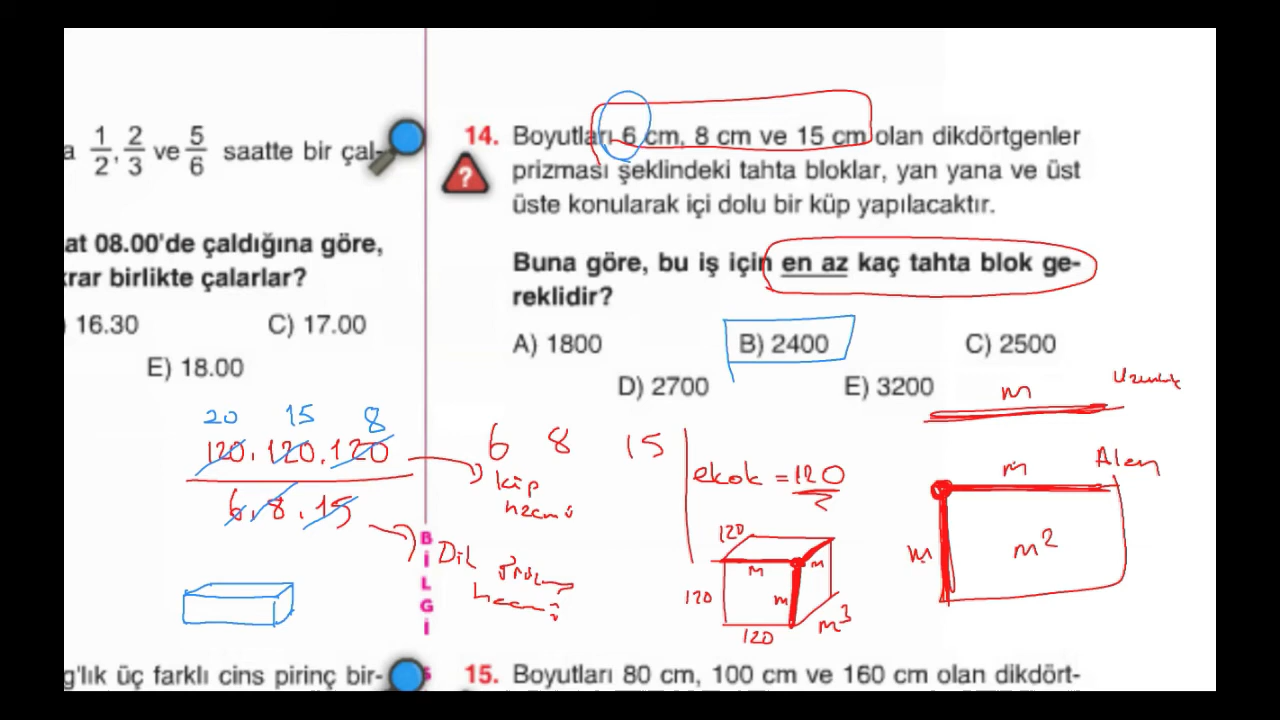 a 1/2, 2/3 ve 5/6 saatte bir çal-
at 08.00'de çaldığına göre,
krar birlikte çalarlar?
) 16.30 C) 17.00
E) 18.00
20 15 8
120 . 120 . 120
6 . 8 . 15
küp
hacmi
Dik
hacmi
BİLGİ
g'lık üç farklı cins pirinç bir-
14. Boyutları 6 cm, 8 cm ve 15 cm olan dikdörtgenler
?
prizması şeklindeki tahta bloklar, yan yana ve üst
üste konularak içi dolu bir küp yapılacaktır.
Buna göre, bu iş için en az kaç tahta blok ge-
reklidir?
A) 1800 B) 2400 C) 2500
D) 2700 E) 3200
6 8 15
ekok = 120
120
m m
120 m
120 m³
m
m Alan
m m²
15. Boyutları 80 cm, 100 cm ve 160 cm olan dikdört-